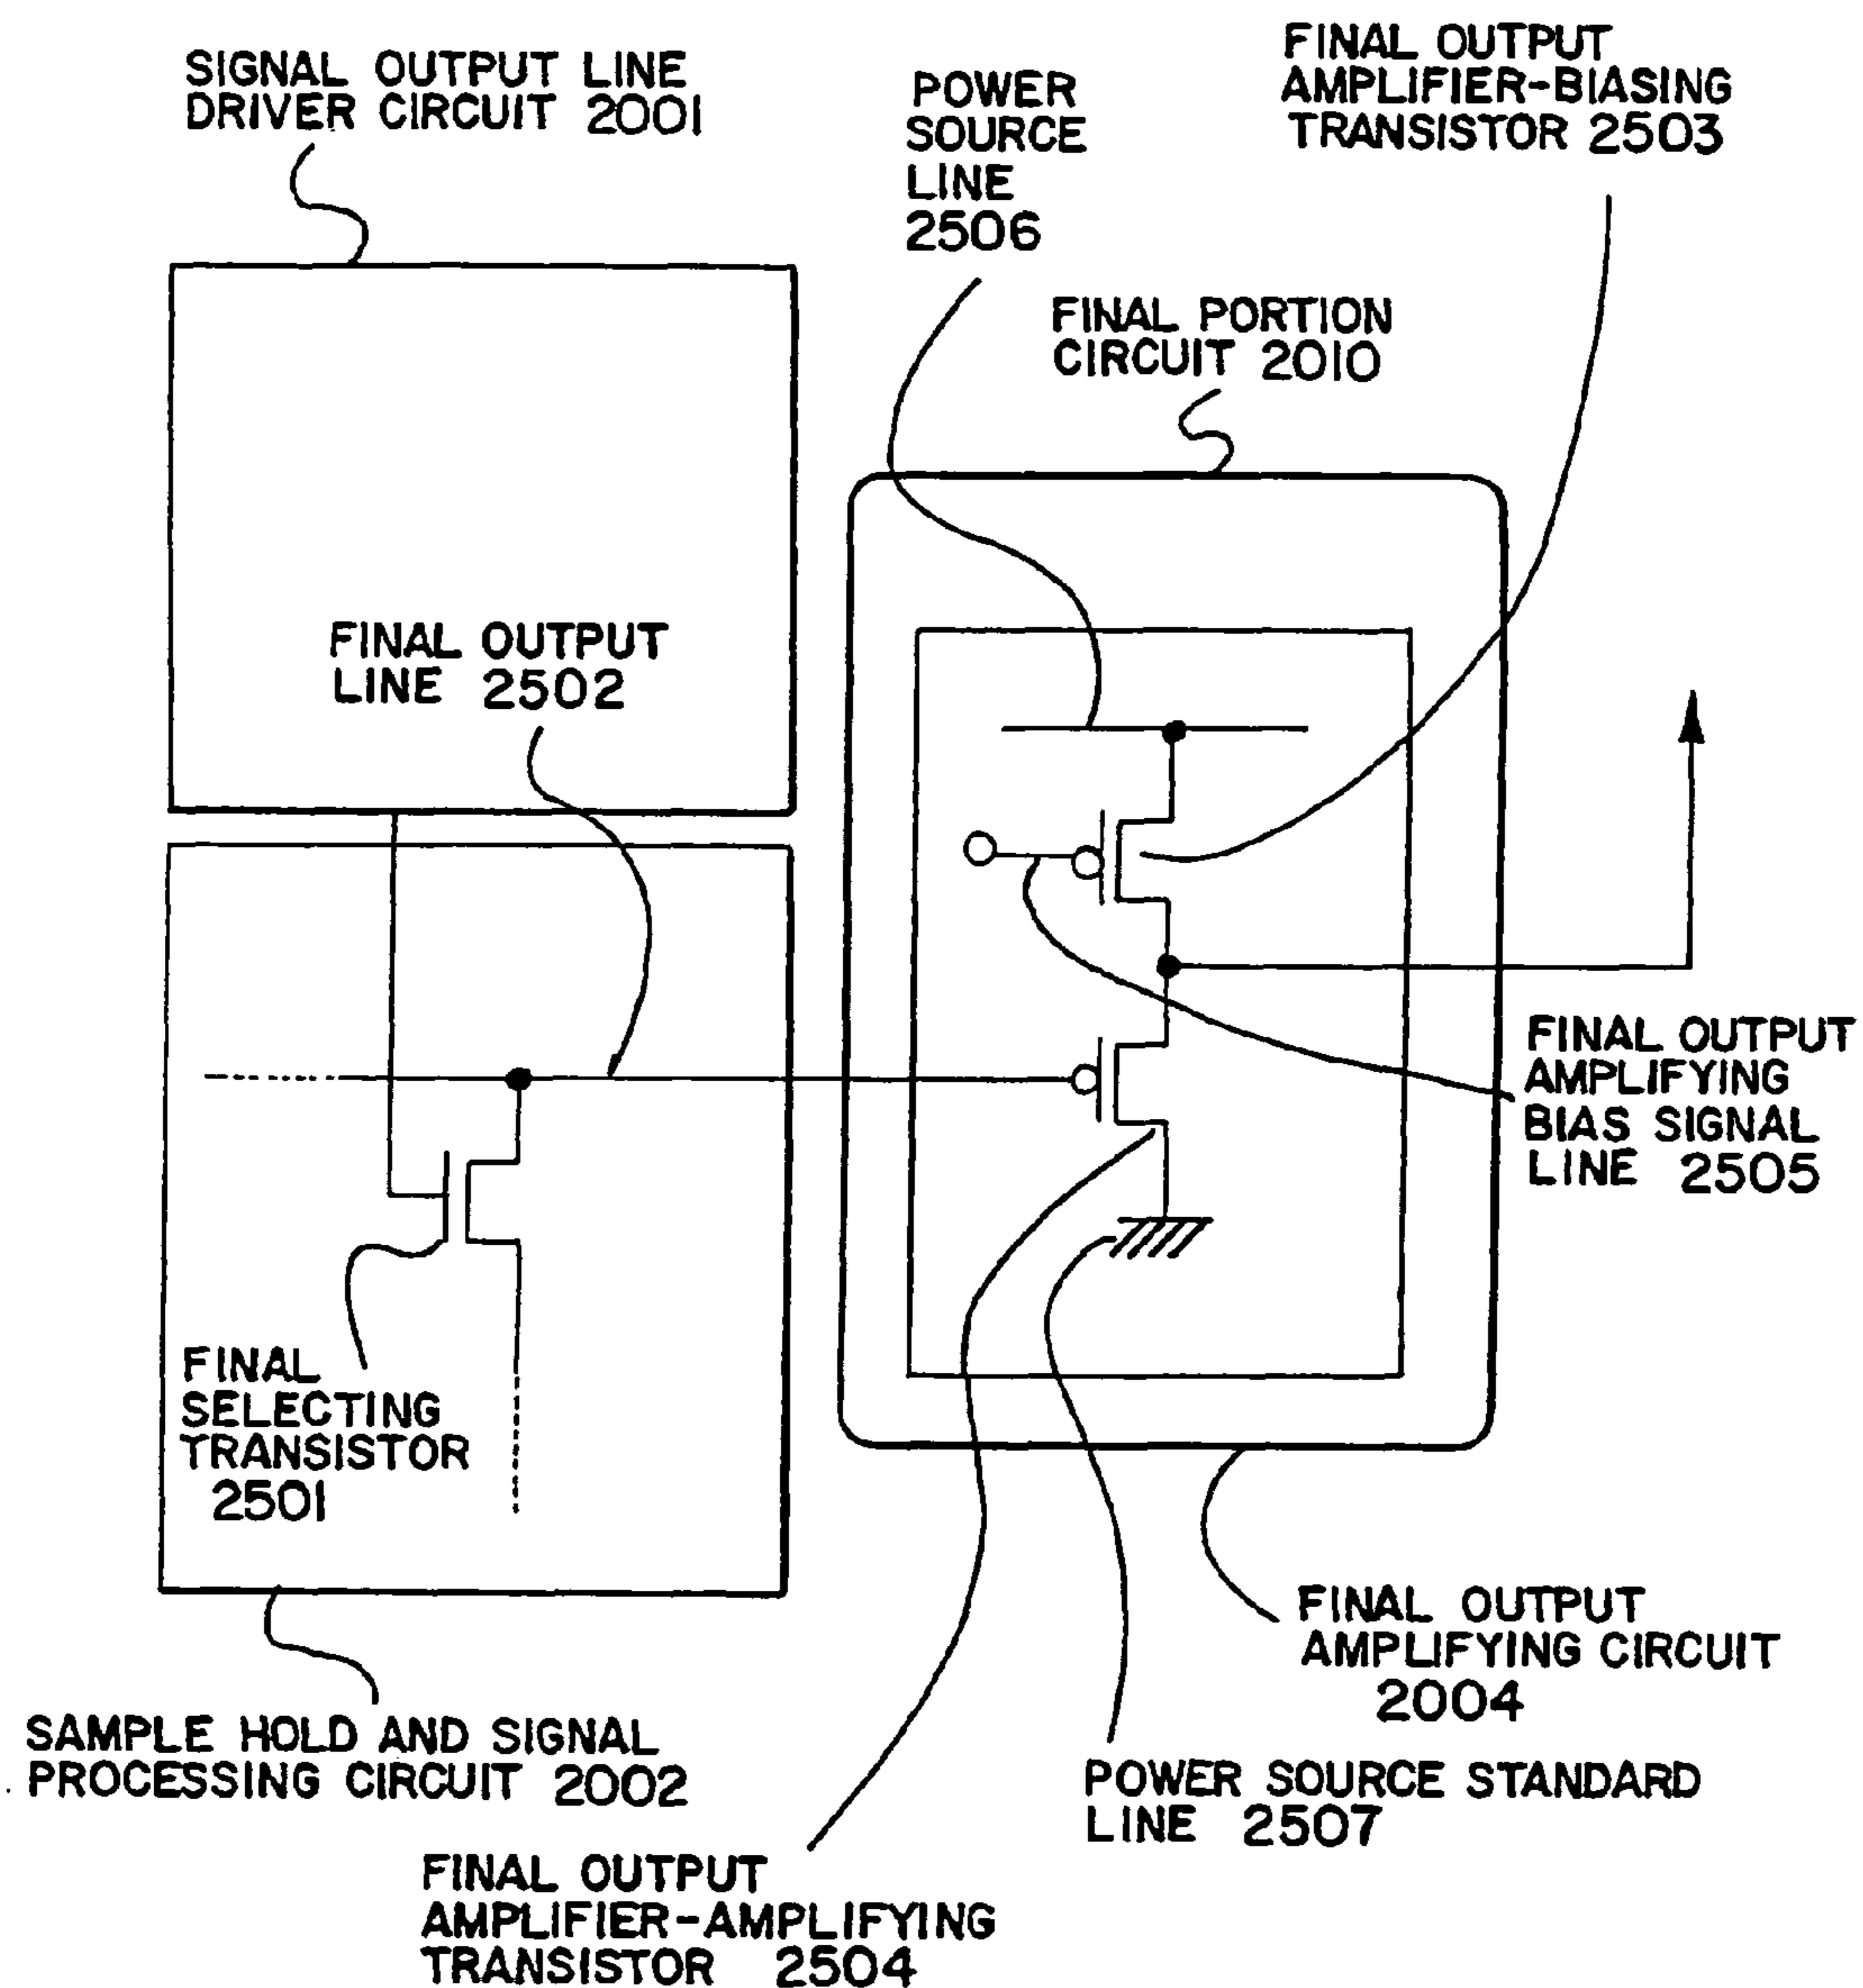 SIGNAL OUTPUT LINE
DRIVER CIRCUIT 2001
POWER
SOURCE
LINE
2506
FINAL OUTPUT
AMPLIFIER-BIASING
TRANSISTOR 2503
FINAL PORTION
CIRCUIT 2010
FINAL OUTPUT
LINE 2502
FINAL OUTPUT
AMPLIFYING
BIAS SIGNAL
LINE 2505
FINAL
SELECTING
TRANSISTOR
2501
FINAL OUTPUT
AMPLIFYING CIRCUIT
2004
SAMPLE HOLD AND SIGNAL
PROCESSING CIRCUIT 2002
POWER SOURCE STANDARD
LINE 2507
FINAL OUTPUT
AMPLIFIER-AMPLIFYING
TRANSISTOR 2504